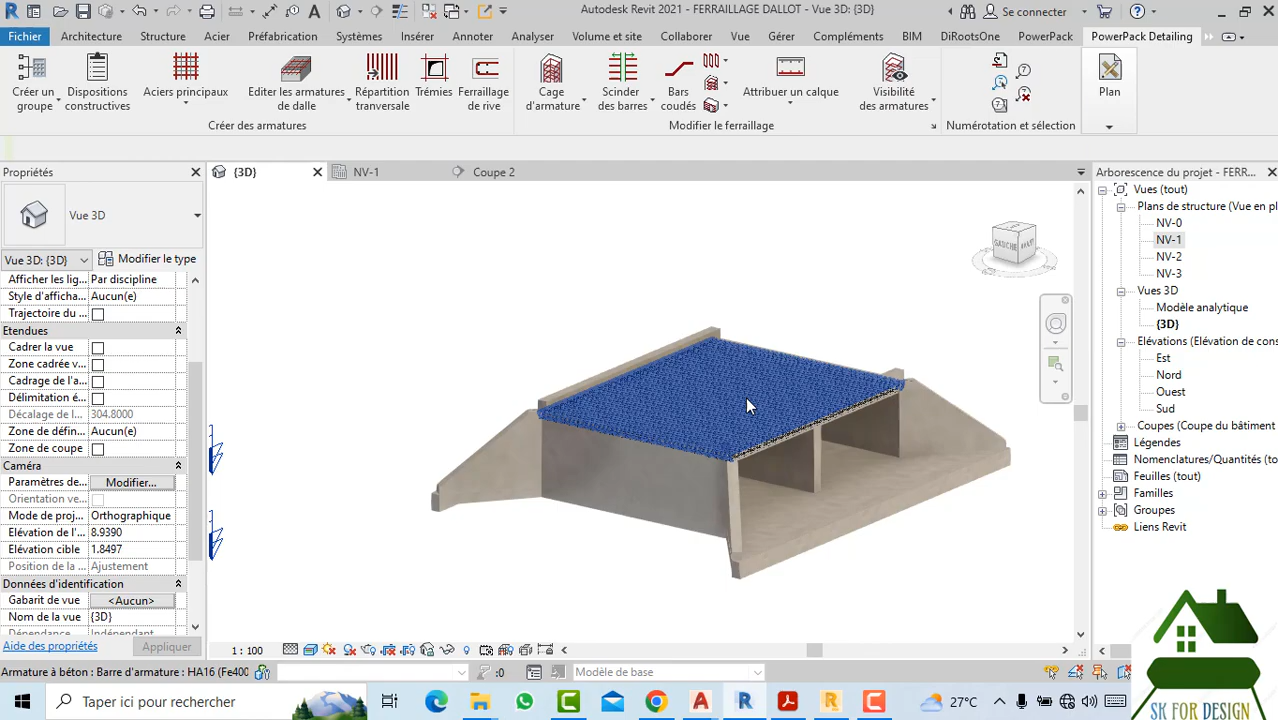 Autodesk Revit 2021 - FERRAILLAGE DALLOT - Vue 3D: {3D}
Se connecter
Fichier Architecture Structure Acier Préfabrication Systèmes Insérer Annoter Analyser Volume et site Collaborer Vue Gérer Compléments BIM DiRootsOne PowerPack PowerPack Detailing
Créer un groupe
Dispositions constructives
Aciers principaux
Editer les armatures de dalle
Répartition tranversale
Trémies
Ferraillage de rive
Cage d'armature
Scinder des barres
Bars coudés
Attribuer un calque
Visibilité des armatures
Plan
Créer des armatures
Modifier le ferraillage
Numérotation et sélection
Propriétés
{3D}
NV-1
Coupe 2
Arborescence du projet - FERR...
Vue 3D
Vue 3D: {3D}
Modifier le type
Afficher les lig... Par discipline
Style d'afficha... Aucun(e)
Trajectoire du ...
Etendues
Cadrer la vue
Zone cadrée v...
Cadrage de l'a...
Délimitation é...
Décalage de l... 304.8000
Zone de défin... Aucun(e)
Zone de coupe
Caméra
Paramètres de... Modifier...
Orientation ve...
Mode de proj... Orthographique
Elévation de l'... 8.9390
Elévation cible 1.8497
Position de la ... Ajustement
Données d'identification
Gabarit de vue <Aucun>
Nom de la vue {3D}
Dépendance Indépendant
Aide des propriétés
Appliquer
GAUCHE
AVANT
Vues (tout)
Plans de structure (Vue en pl
NV-0
NV-1
NV-2
NV-3
Vues 3D
Modèle analytique
{3D}
Elévations (Elévation de cons
Est
Nord
Ouest
Sud
Coupes (Coupe du bâtiment
Légendes
Nomenclatures/Quantités (to
Feuilles (tout)
Familles
Groupes
Liens Revit
1 : 100
Armature à béton : Barre d'armature : HA16 (Fe400
:0
Modèle de base
Taper ici pour rechercher
27°C
SK FOR DESIGN